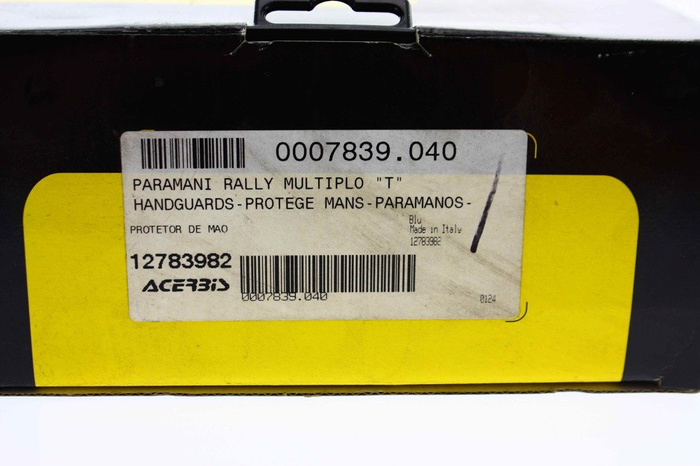 0007839.040
PARAMANI RALLY MULTIPLO "T"
HANDGUARDS-PROTEGE MANS-PARAMANOS-
PROTETOR DE MAO
Blu
Made in Italy
12783982
12783982
ACERBIS
0007839.040
0124